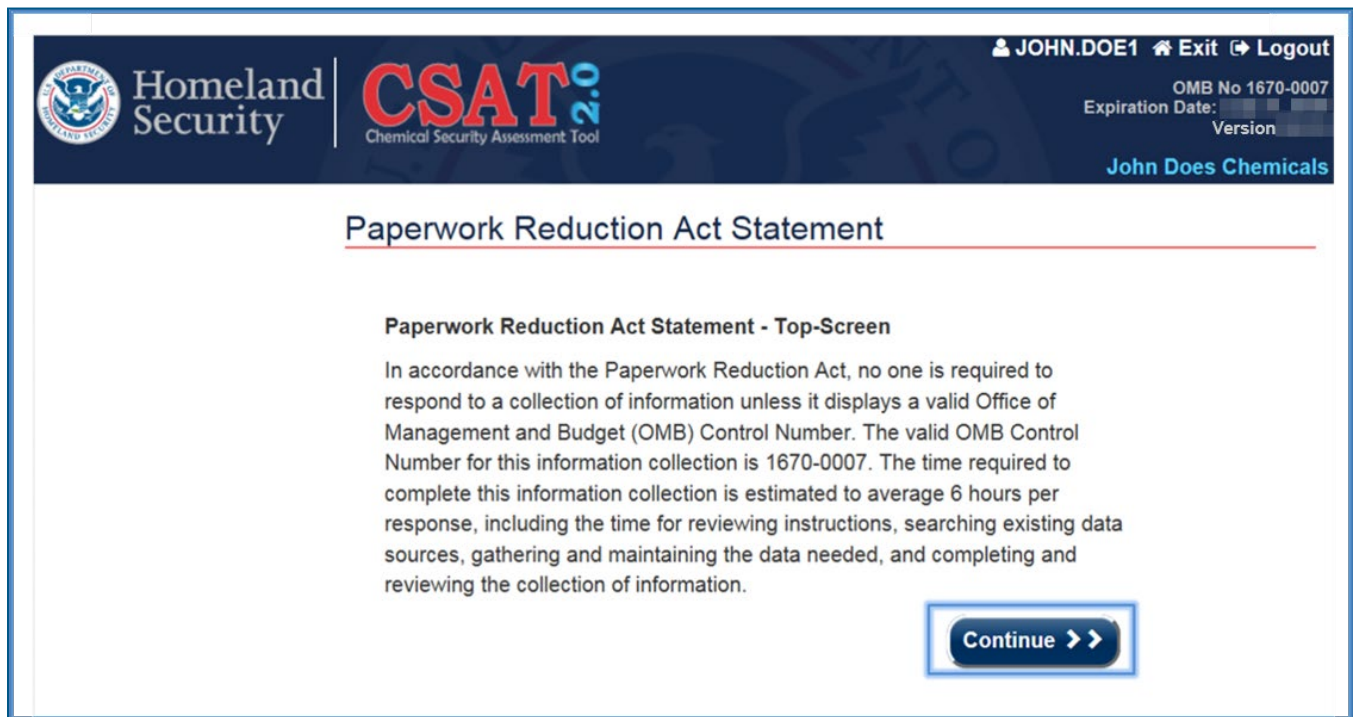 JOHN.DOE1 Exit Logout
Homeland
Security
CSAT 2.0
Chemical Security Assessment Tool
OMB No 1670-0007
Expiration Date:
Version
John Does Chemicals
Paperwork Reduction Act Statement
Paperwork Reduction Act Statement - Top-Screen
In accordance with the Paperwork Reduction Act, no one is required to
respond to a collection of information unless it displays a valid Office of
Management and Budget (OMB) Control Number. The valid OMB Control
Number for this information collection is 1670-0007. The time required to
complete this information collection is estimated to average 6 hours per
response, including the time for reviewing instructions, searching existing data
sources, gathering and maintaining the data needed, and completing and
reviewing the collection of information.
Continue